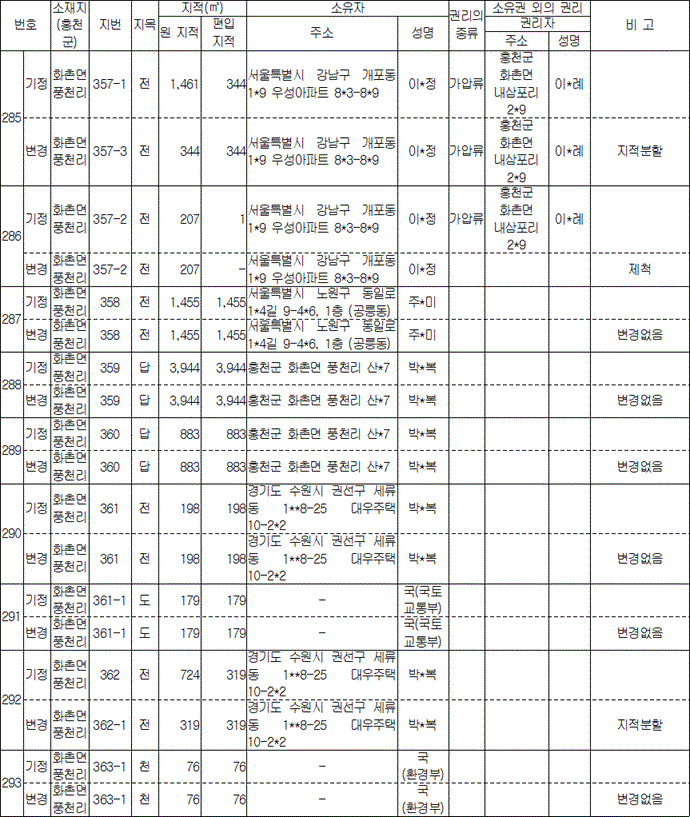 번호 소재지(홍천군) 지번 지목 지적(㎡) 소유자 권리의 종류 소유권 외의 권리 비 고
원 지적 편입 지적 주소 성명 권리자
주소 성명
285 기정 화촌면 풍천리 357-1 전 1,461 344 서울특별시 강남구 개포동 1*9 우성아파트 8*3-8*9 이*정 가압류 홍천군 화촌면 내삼포리 2*9 이*례
변경 화촌면 풍천리 357-3 전 344 344 서울특별시 강남구 개포동 1*9 우성아파트 8*3-8*9 이*정 가압류 홍천군 화촌면 내삼포리 2*9 이*례 지적분할
286 기정 화촌면 풍천리 357-2 전 207 1 서울특별시 강남구 개포동 1*9 우성아파트 8*3-8*9 이*정 가압류 홍천군 화촌면 내삼포리 2*9 이*례
변경 화촌면 풍천리 357-2 전 207 - 서울특별시 강남구 개포동 1*9 우성아파트 8*3-8*9 이*정 제척
287 기정 화촌면 풍천리 358 전 1,455 1,455 서울특별시 노원구 동일로 1*4길 9-4*6, 1층 (공릉동) 주*미
변경 화촌면 풍천리 358 전 1,455 1,455 서울특별시 노원구 동일로 1*4길 9-4*6, 1층 (공릉동) 주*미 변경없음
288 기정 화촌면 풍천리 359 답 3,944 3,944 홍천군 화촌면 풍천리 산*7 박*복
변경 화촌면 풍천리 359 답 3,944 3,944 홍천군 화촌면 풍천리 산*7 박*복 변경없음
289 기정 화촌면 풍천리 360 답 883 883 홍천군 화촌면 풍천리 산*7 박*복
변경 화촌면 풍천리 360 답 883 883 홍천군 화촌면 풍천리 산*7 박*복 변경없음
290 기정 화촌면 풍천리 361 전 198 198 경기도 수원시 권선구 세류동 1**8-25 대우주택 10-2*2 박*복
변경 화촌면 풍천리 361 전 198 198 경기도 수원시 권선구 세류동 1**8-25 대우주택 10-2*2 박*복 변경없음
291 기정 화촌면 풍천리 361-1 도 179 179 - 국(국토교통부)
변경 화촌면 풍천리 361-1 도 179 179 - 국(국토교통부) 변경없음
292 기정 화촌면 풍천리 362 전 724 319 경기도 수원시 권선구 세류동 1**8-25 대우주택 10-2*2 박*복
변경 화촌면 풍천리 362-1 전 319 319 경기도 수원시 권선구 세류동 1**8-25 대우주택 10-2*2 박*복 지적분할
293 기정 화촌면 풍천리 363-1 천 76 76 - 국(환경부)
변경 화촌면 풍천리 363-1 천 76 76 - 국(환경부) 변경없음